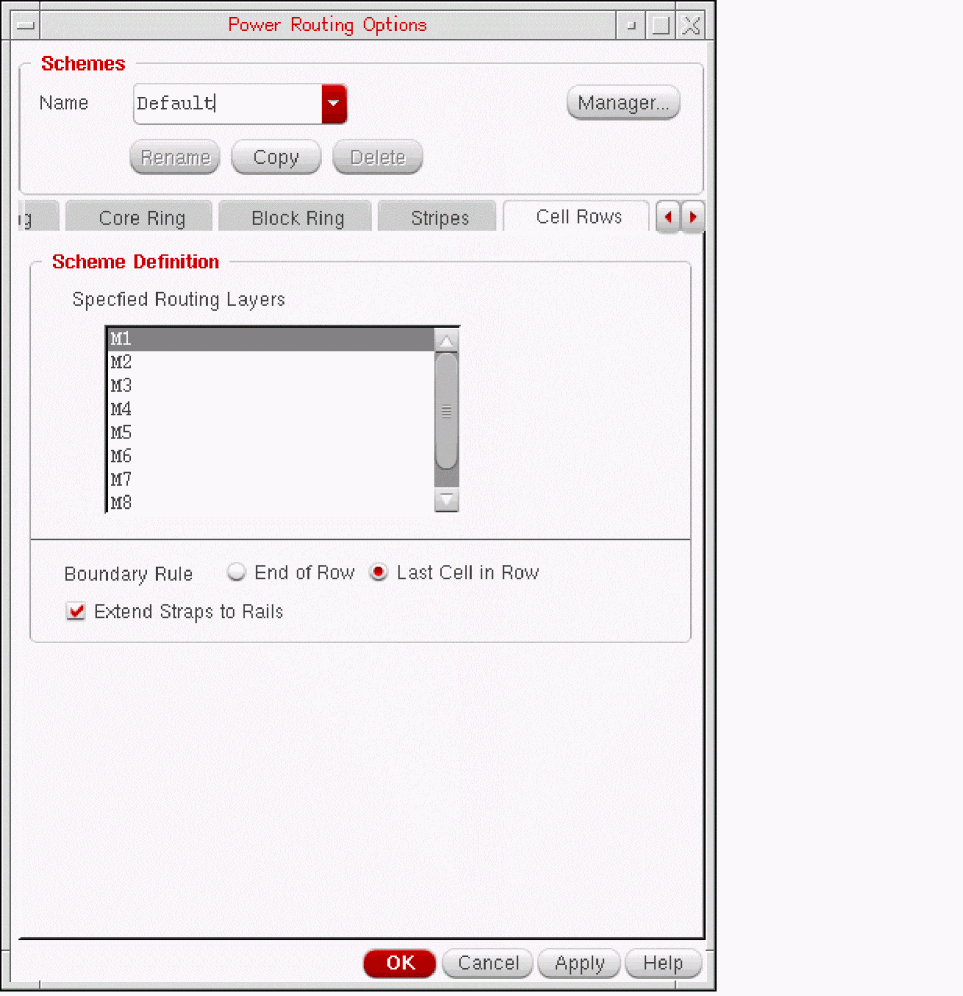 Power Routing Options
Schemes
Name Default Manager...
Rename Copy Delete
Core Ring Block Ring Stripes Cell Rows
Scheme Definition
Specfied Routing Layers
M1
M2
M3
M4
M5
M6
M7
M8
Boundary Rule End of Row Last Cell in Row
Extend Straps to Rails
OK Cancel Apply Help